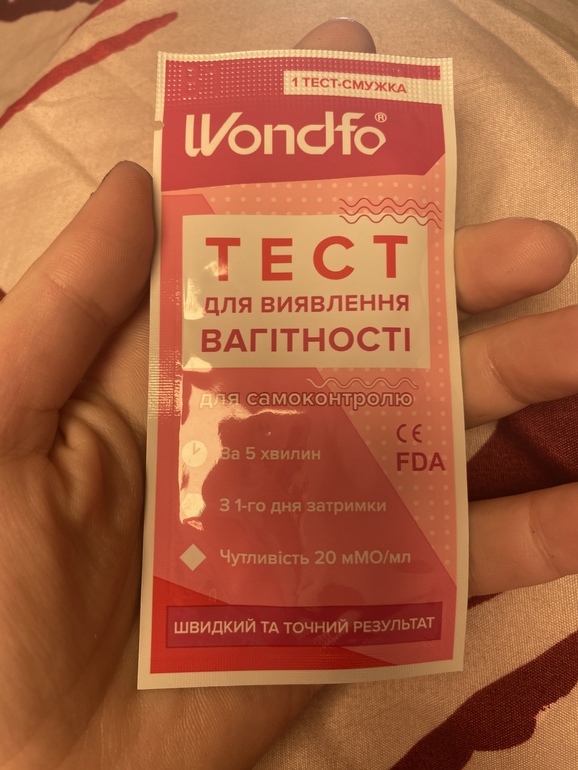 1 ТЕСТ-СМУЖКА
Wondfo®
ТЕСТ
ДЛЯ ВИЯВЛЕННЯ
ВАГІТНОСТІ
для самоконтролю
За 5 хвилин
CE
FDA
З 1-го дня затримки
Чутливість 20 мМО/мл
ШВИДКИЙ ТА ТОЧНИЙ РЕЗУЛЬТАТ